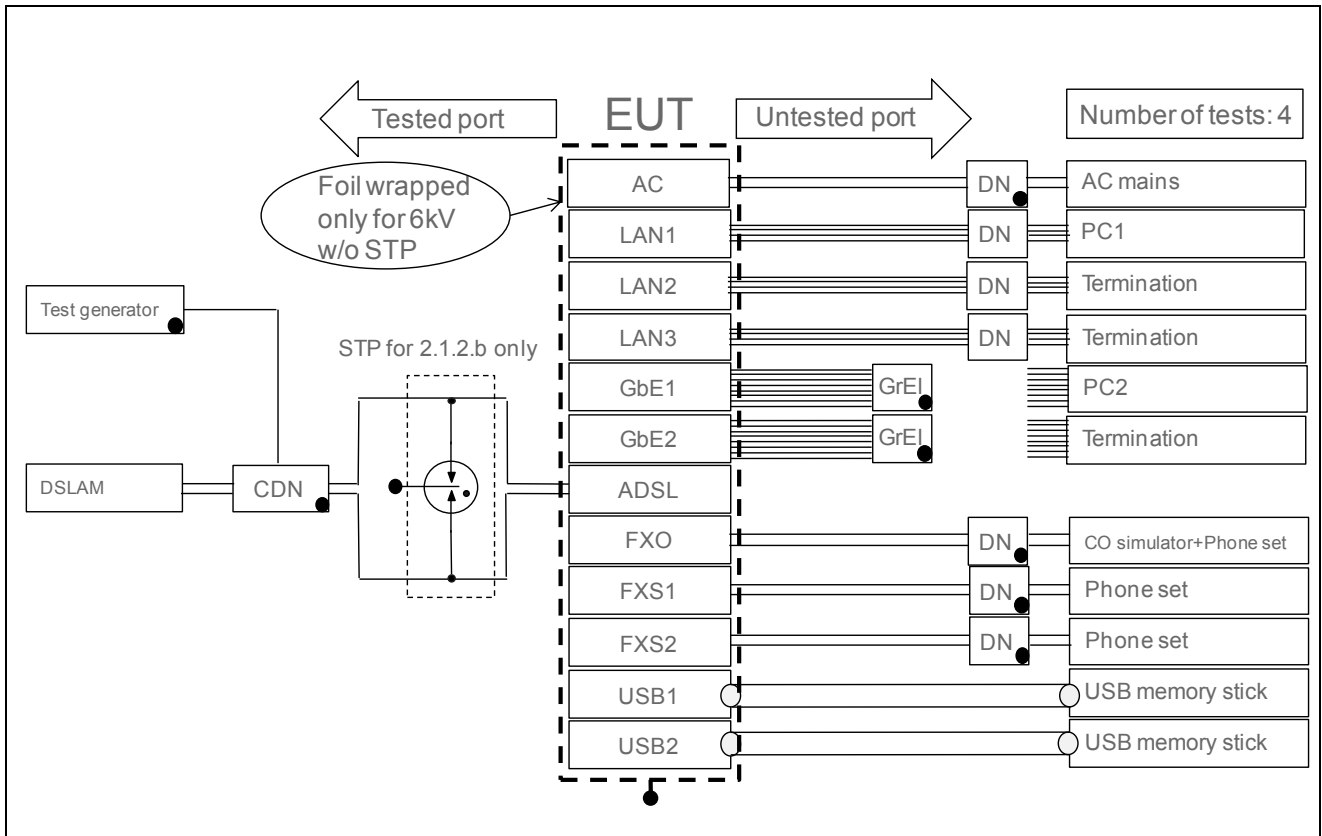 EUT
Tested port
Untested port
Number of tests: 4
Foil wrapped
only for 6kV
w/o STP
AC
DN
AC mains
LAN1
DN
PC1
LAN2
DN
Termination
Test generator
LAN3
DN
Termination
STP for 2.1.2.b only
GbE1
GrEl
PC2
GbE2
GrEl
Termination
DSLAM
CDN
ADSL
FXO
DN
CO simulator+Phone set
FXS1
DN
Phone set
FXS2
DN
Phone set
USB1
USB memory stick
USB2
USB memory stick